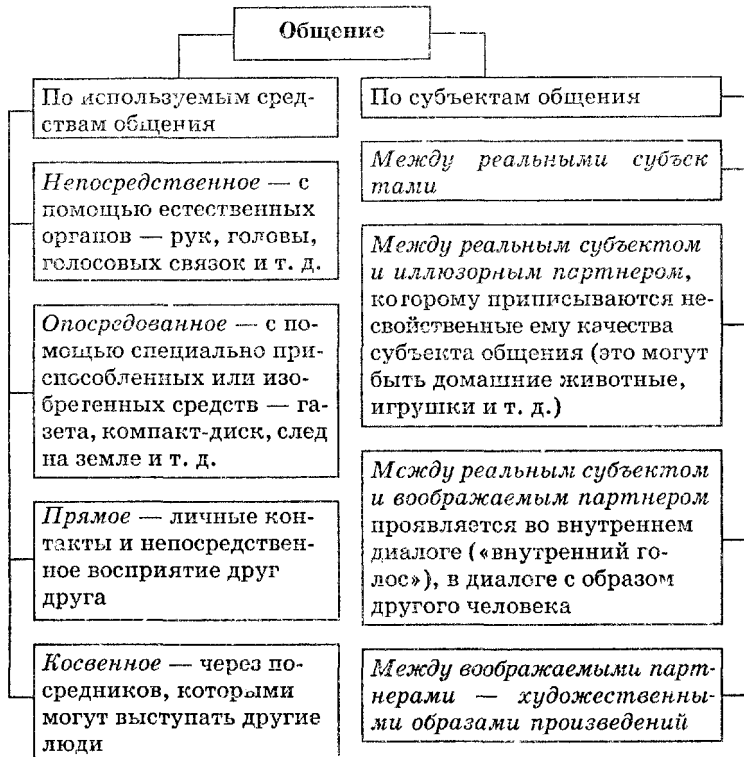 Общение
По используемым сред-
ствам общения
Непосредственное — с
помощью естественных
органов — рук, головы,
голосовых связок и т. д.
Опосредованное — с по-
мощью специально при-
способленных или изо-
бретенных средств — га-
зета, компакт-диск, след
на земле и т. д.
Прямое — личные кон-
такты и непосредствен-
ное восприятие друг
друга
Косвенное — через по-
средников, которыми
могут выступать другие
люди
По субъектам общения
Между реальными субъек
тами
Между реальным субъектом
и иллюзорным партнером,
которому приписываются не-
свойственные ему качества
субъекта общения (это могут
быть домашние животные,
игрушки и т. д.)
Между реальным субъектом
и воображаемым партнером
проявляется во внутреннем
диалоге («внутренний го-
лос»), в диалоге с образом
другого человека
Между воображаемыми парт-
нерами — художественны-
ми образами произведений